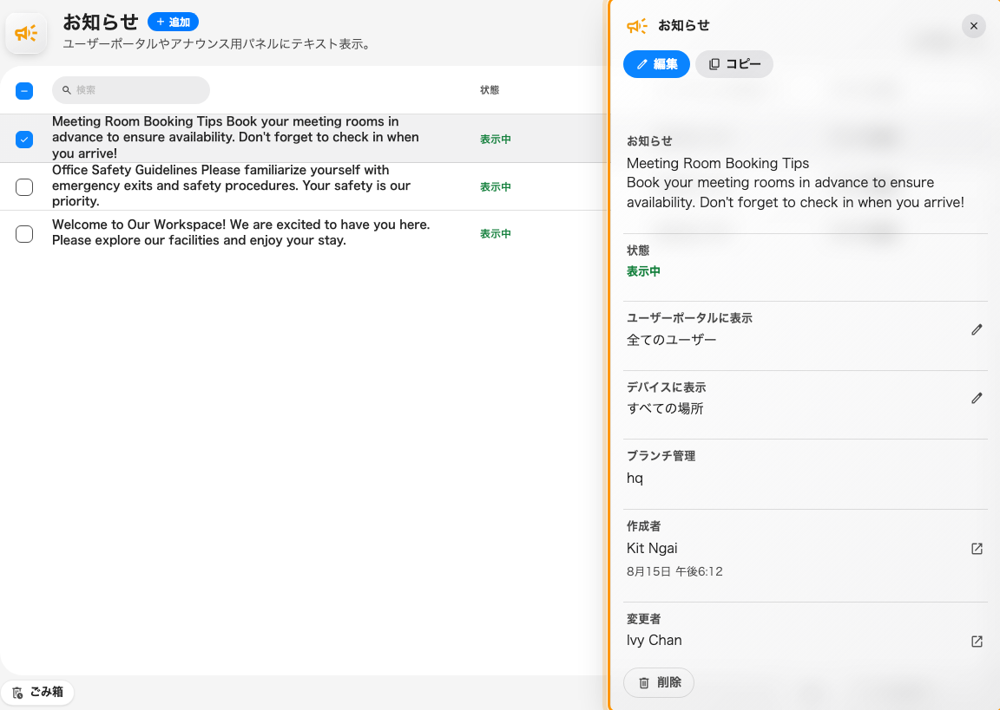 お知らせ
+ 追加
ユーザーポータルやアナウンス用パネルにテキスト表示。
検索
状態
Meeting Room Booking Tips Book your meeting rooms in
advance to ensure availability. Don't forget to check in when
you arrive!
表示中
Office Safety Guidelines Please familiarize yourself with
emergency exits and safety procedures. Your safety is our
priority.
表示中
Welcome to Our Workspace! We are excited to have you here.
Please explore our facilities and enjoy your stay.
表示中
ごみ箱
お知らせ
編集
コピー
お知らせ
Meeting Room Booking Tips
Book your meeting rooms in advance to ensure
availability. Don't forget to check in when you arrive!
状態
表示中
ユーザーポータルに表示
全てのユーザー
デバイスに表示
すべての場所
ブランチ管理
hq
作成者
Kit Ngai
8月15日 午後6:12
変更者
Ivy Chan
削除